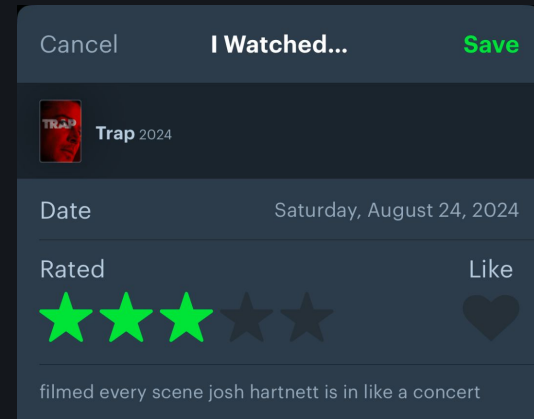 Cancel I Watched... Save
TRAP
Trap 2024
Date Saturday, August 24, 2024
Rated Like
filmed every scene josh hartnett is in like a concert